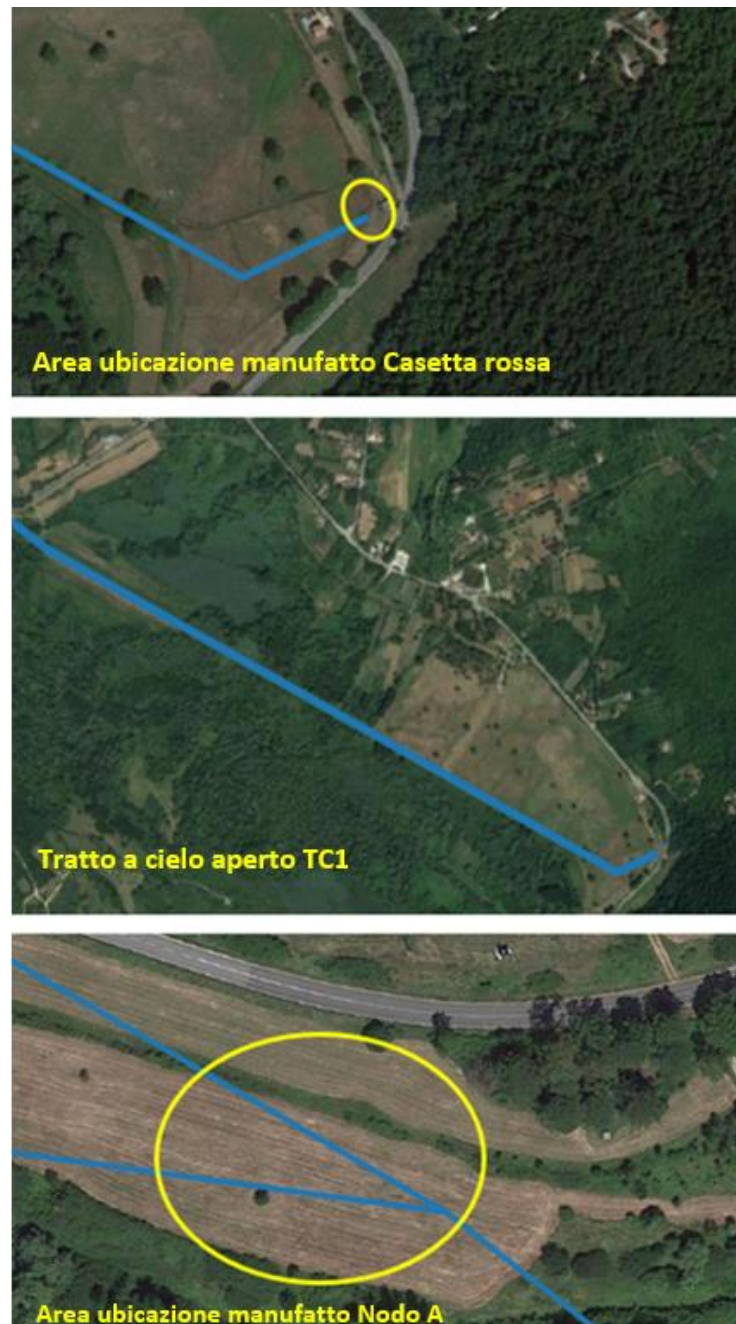 Area ubicazione manufatto Casetta rossa
Tratto a cielo aperto TC1
Area ubicazione manufatto Nodo A